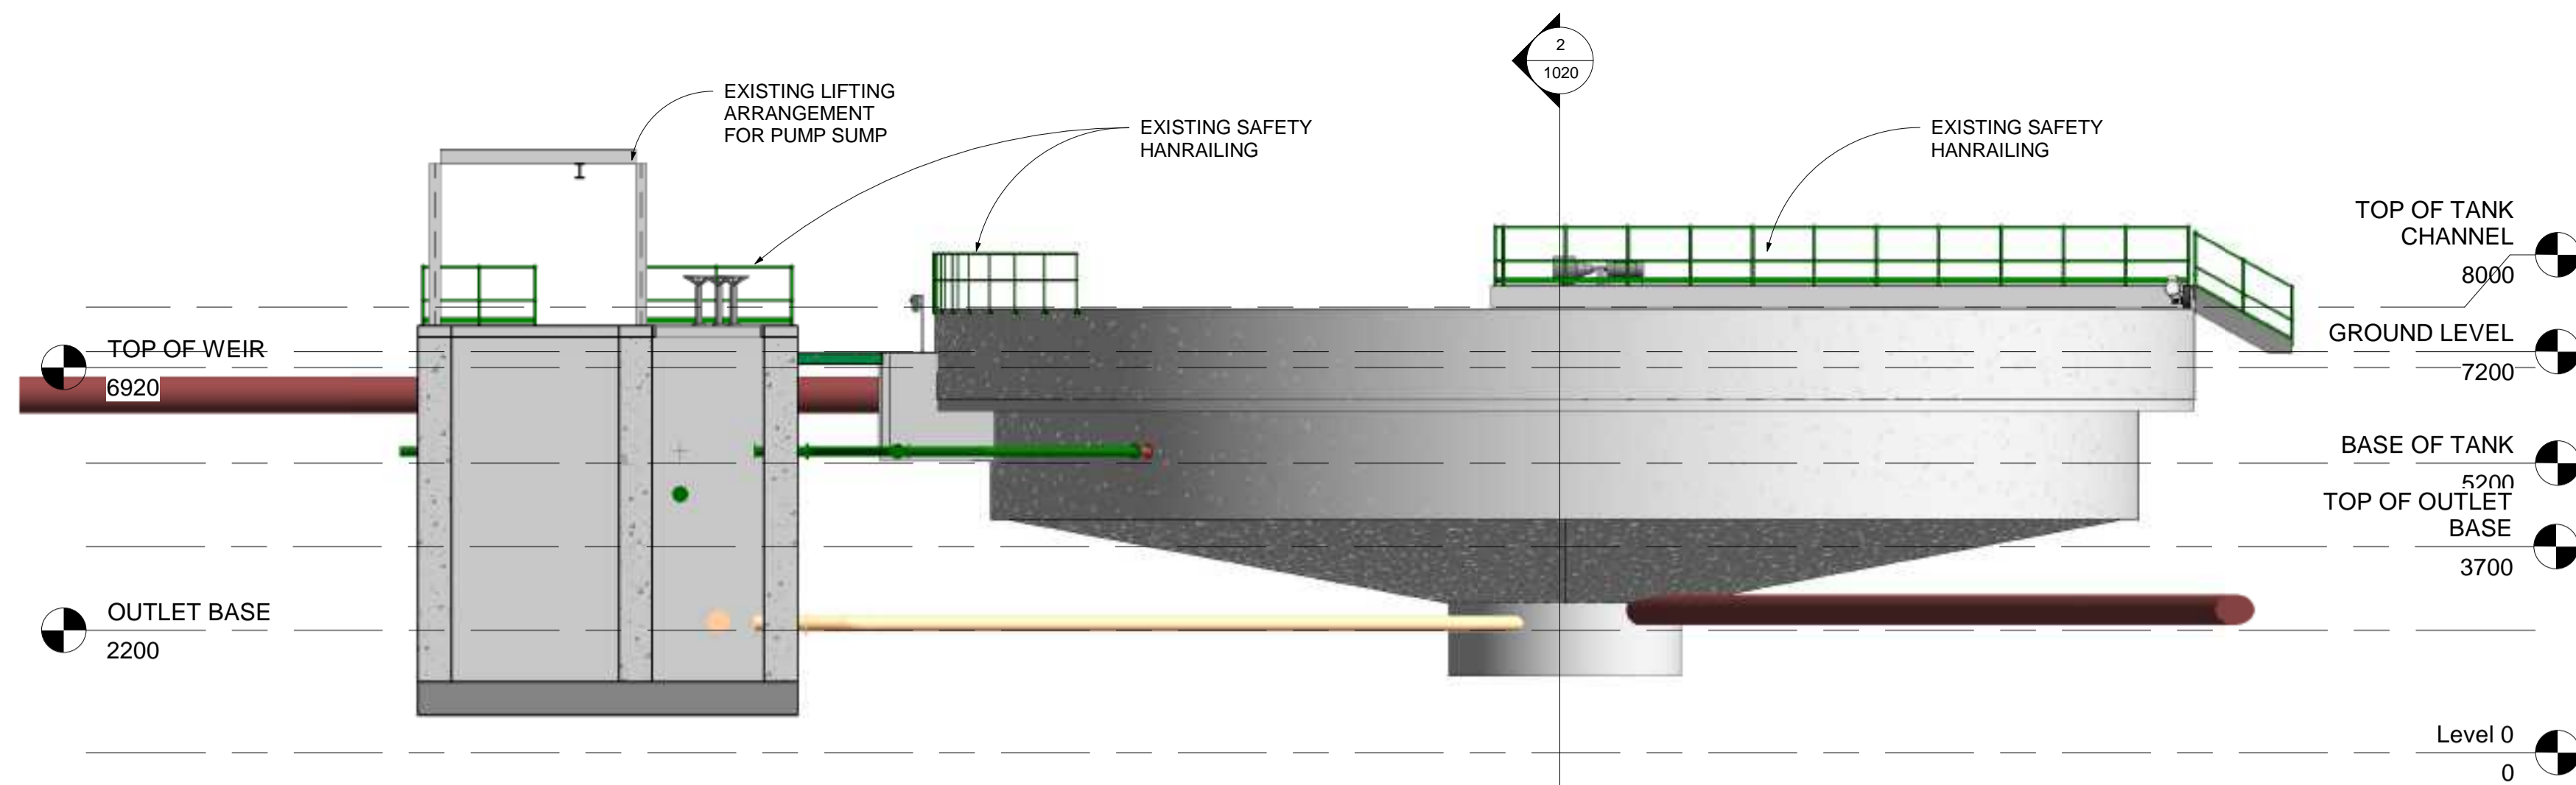 2
1020
EXISTING LIFTING
ARRANGEMENT
FOR PUMP SUMP
EXISTING SAFETY
HANRAILING
EXISTING SAFETY
HANRAILING
TOP OF TANK
CHANNEL
8000
TOP OF WEIR
6920
GROUND LEVEL
7200
BASE OF TANK
5200
TOP OF OUTLET
BASE
3700
OUTLET BASE
2200
Level 0
0